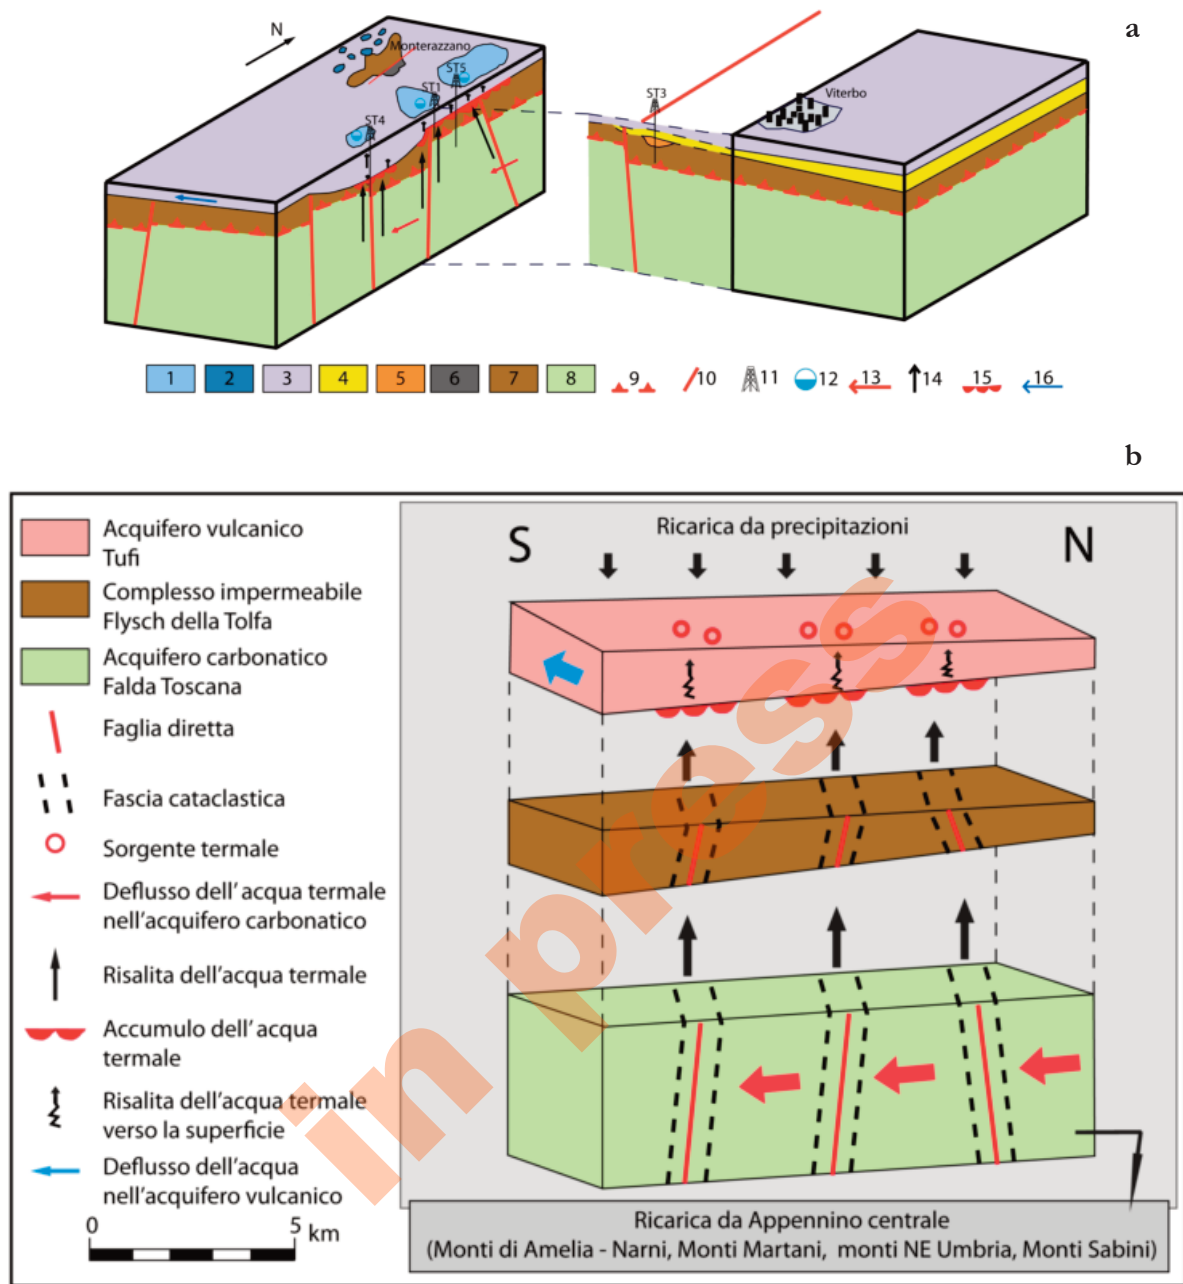 a
N
Monterazzano
ST5
ST1
ST4
ST3
Viterbo
1 2 3 4 5 6 7 8 9 10 11 12 13 14 15 16
b
Acquifero vulcanico
Tufi
Complesso impermeabile
Flysch della Tolfa
Acquifero carbonatico
Falda Toscana
Faglia diretta
Fascia cataclastica
Sorgente termale
Deflusso dell'acqua termale
nell'acquifero carbonatico
Risalita dell'acqua termale
Accumulo dell'acqua
termale
Risalita dell'acqua termale
verso la superficie
Deflusso dell'acqua
nell'acquifero vulcanico
0 5 km
Ricarica da precipitazioni
S N
in press
Ricarica da Appennino centrale
(Monti di Amelia - Narni, Monti Martani, monti NE Umbria, Monti Sabini)